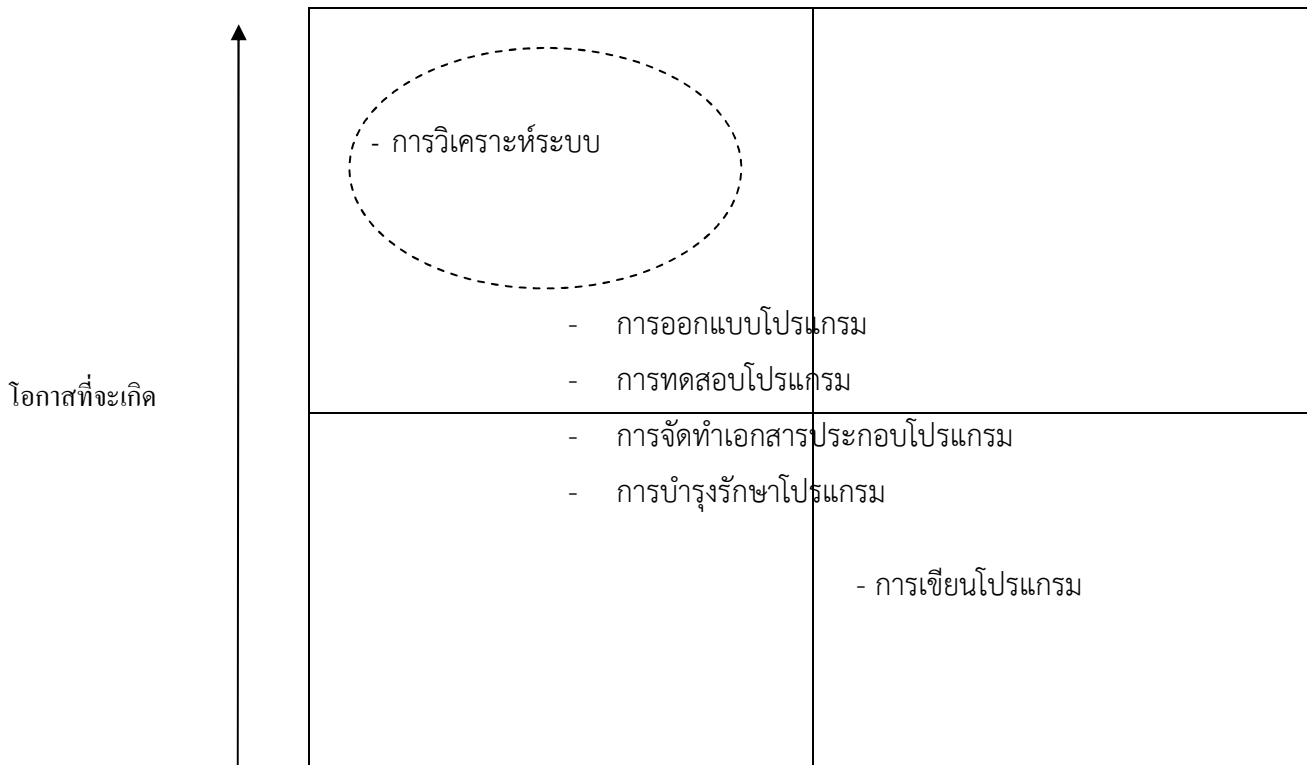 - การวิเคราะห์ระบบ
- การออกแบบโปรแกรม
- การทดสอบโปรแกรม
โอกาสที่จะเกิด
- การจัดทำเอกสารประกอบโปรแกรม
- การบำรุงรักษาโปรแกรม
- การเขียนโปรแกรม